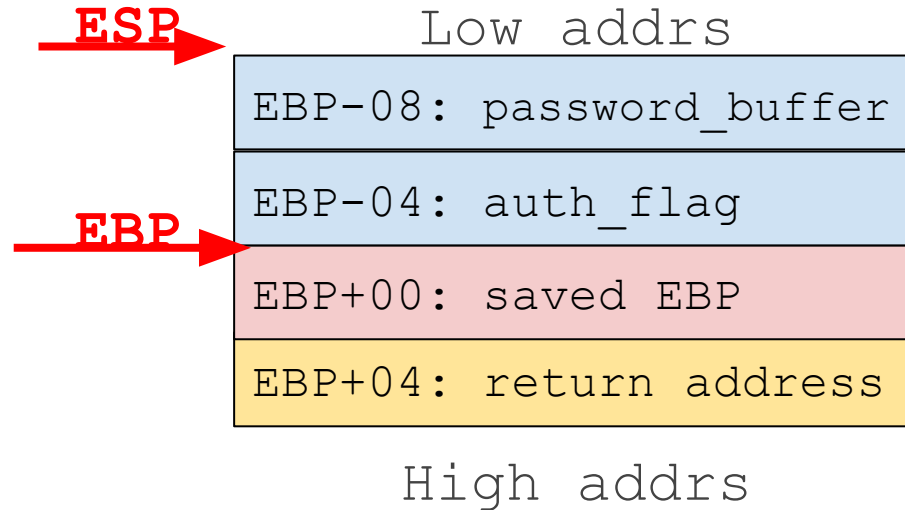 ESP
Low addrs
EBP-08: password_buffer
EBP-04: auth_flag
EBP
EBP+00: saved EBP
EBP+04: return address
High addrs